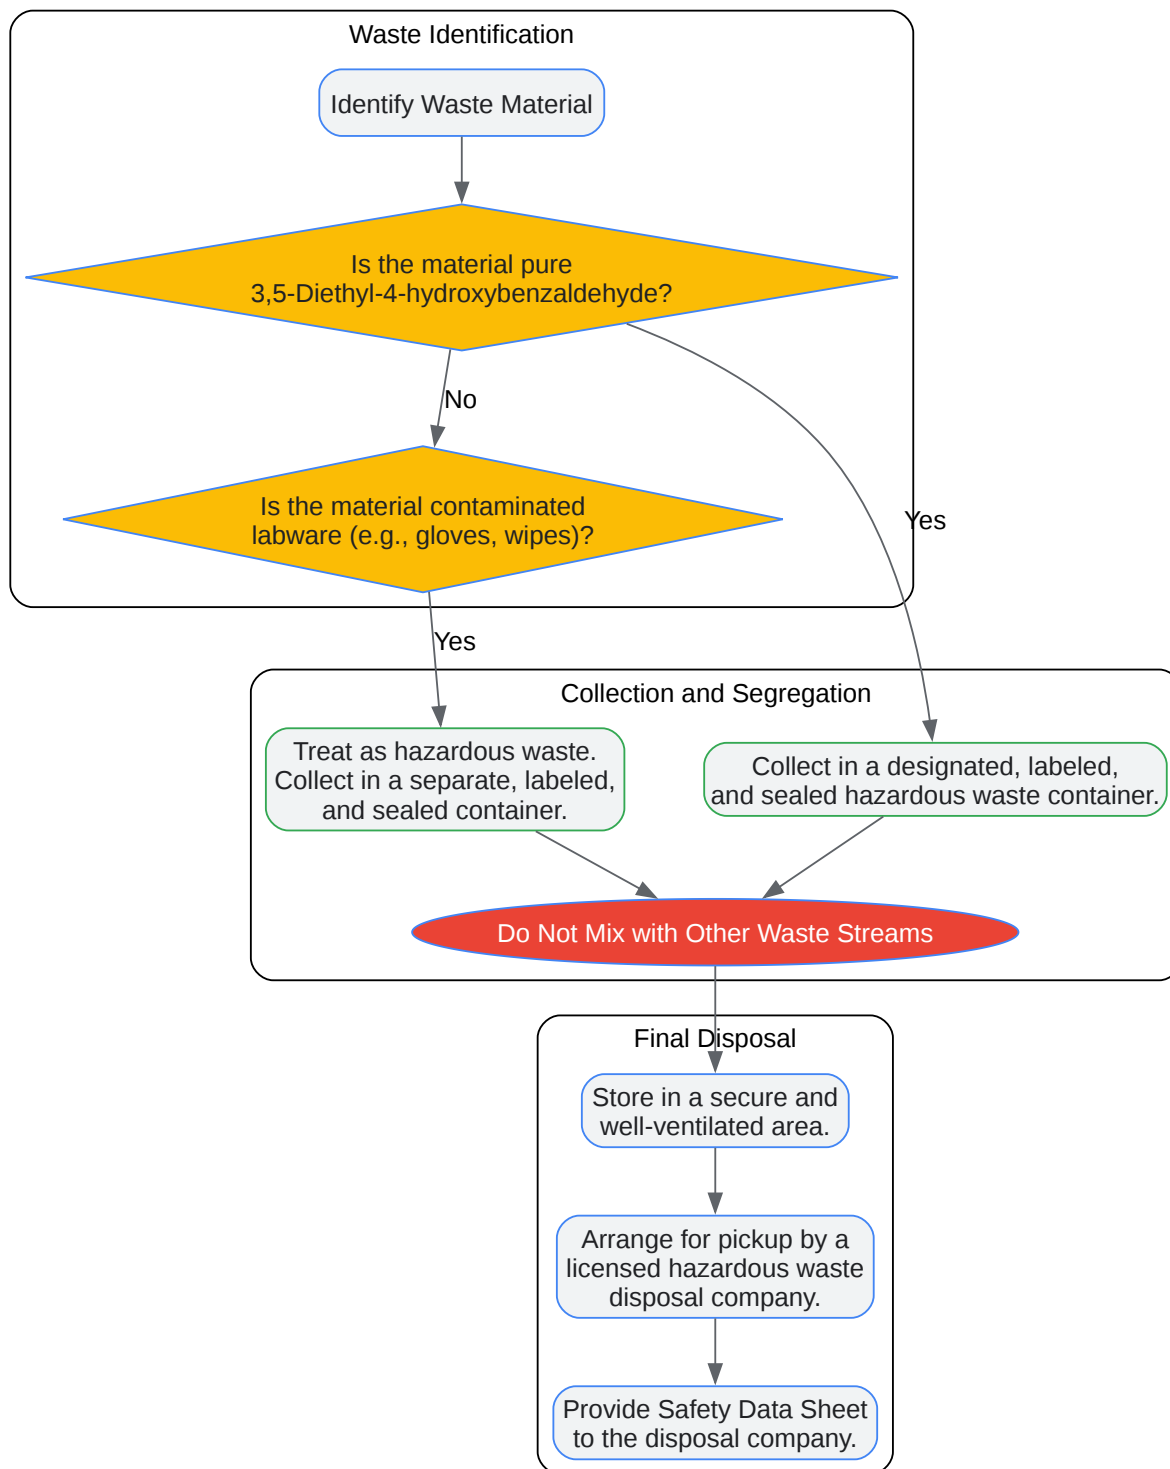 Waste Identification
Identify Waste Material
Is the material pure
3,5-Diethyl-4-hydroxybenzaldehyde?
No
Is the material contaminated
labware (e.g., gloves, wipes)?
Yes
Yes
Collection and Segregation
Treat as hazardous waste.
Collect in a separate, labeled,
and sealed container.
Collect in a designated, labeled,
and sealed hazardous waste container.
Do Not Mix with Other Waste Streams
Final Disposal
Store in a secure and
well-ventilated area.
Arrange for pickup by a
licensed hazardous waste
disposal company.
Provide Safety Data Sheet
to the disposal company.